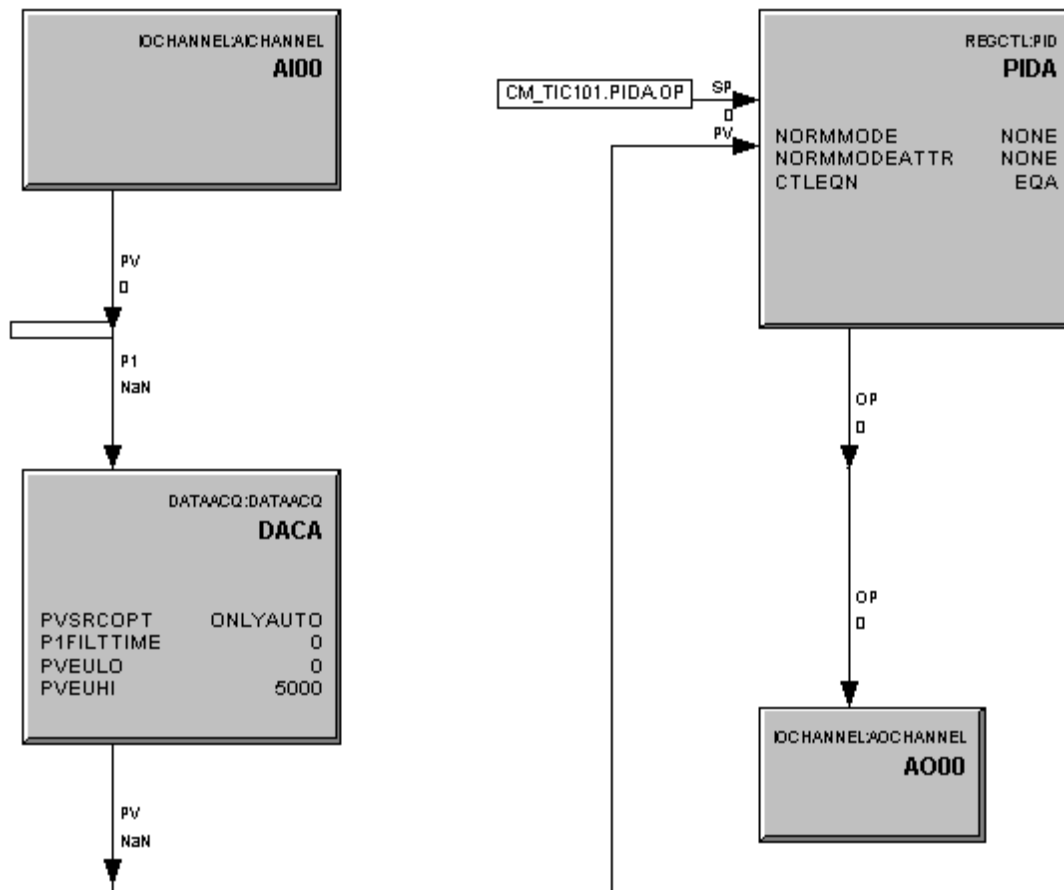 IOCHANNEL:AICHANNEL
AI00
PV
0
P1
NaN
DATAACQ:DATAACQ
DACA
PVSRCOPT ONLYAUTO
P1FILTTIME 0
PVEULO 0
PVEUHI 5000
PV
NaN
CM_TIC101.PIDA.OP
SP
0
PV
REGCTL:PID
PIDA
NORMMODE NONE
NORMMODEATTR NONE
CTLEQN EQA
OP
0
OP
0
IOCHANNEL:AOCHANNEL
AO00